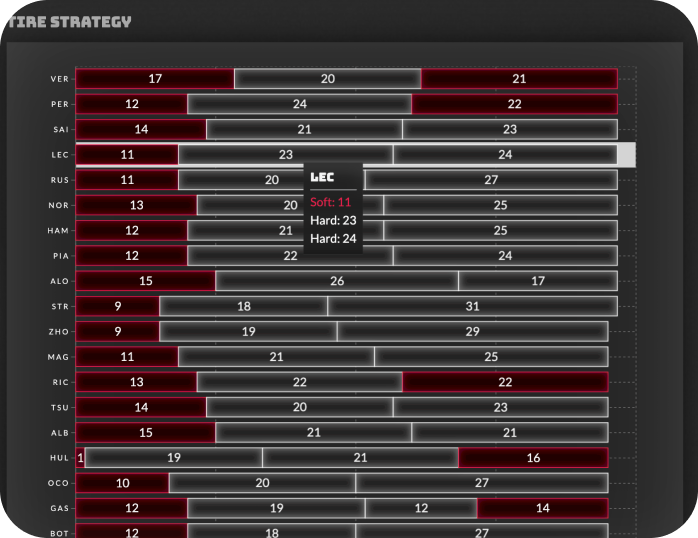 TIRE STRATEGY
VER 17 20 21
PER 12 24 22
SAI 14 21 23
LEC 11 23 24
RUS 11 20 27
NOR 13 20 25
HAM 12 21 25
PIA 12 22 24
LEC
Soft: 11
Hard: 23
Hard: 24
ALO 15 26 17
STR 9 18 31
ZHO 9 19 29
MAG 11 21 25
RIC 13 22 22
TSU 14 20 23
ALB 15 21 21
HUL 1 19 21 16
OCO 10 20 27
GAS 12 19 12 14
BOT 12 18 27